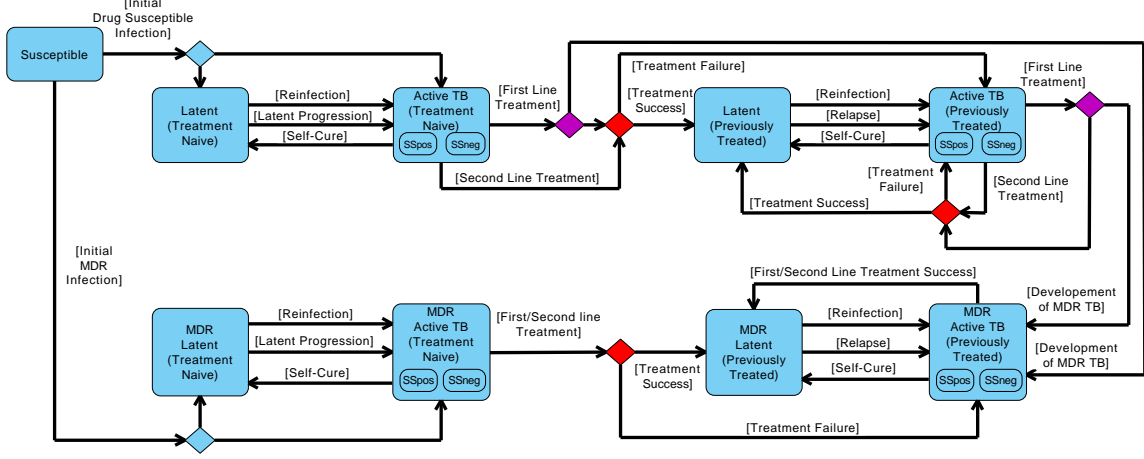 [Initial
Drug Susceptible
Infection]
Susceptible
Latent
(Treatment
Naive)
[Reinfection]
[Latent Progression]
[Self-Cure]
Active TB
(Treatment
Naive)
SSpos
SSneg
[First Line
Treatment]
[Second Line Treatment]
[Treatment Failure]
[Treatment
Success]
Latent
(Previously
Treated)
[Reinfection]
[Relapse]
[Self-Cure]
Active TB
(Previously
Treated)
SSpos
SSneg
[First Line
Treatment]
[Treatment
Failure]
[Second Line
Treatment]
[Treatment Success]
[Initial
MDR
Infection]
MDR
Latent
(Treatment
Naive)
[Reinfection]
[Latent Progression]
[Self-Cure]
MDR
Active TB
(Treatment
Naive)
SSpos
SSneg
[First/Second line
Treatment]
[Treatment
Success]
[Treatment Failure]
[First/Second Line Treatment Success]
MDR
Latent
(Previously
Treated)
[Reinfection]
[Relapse]
[Self-Cure]
MDR
Active TB
(Previously
Treated)
SSpos
SSneg
[Developement
of MDR TB]
[Development
of MDR TB]